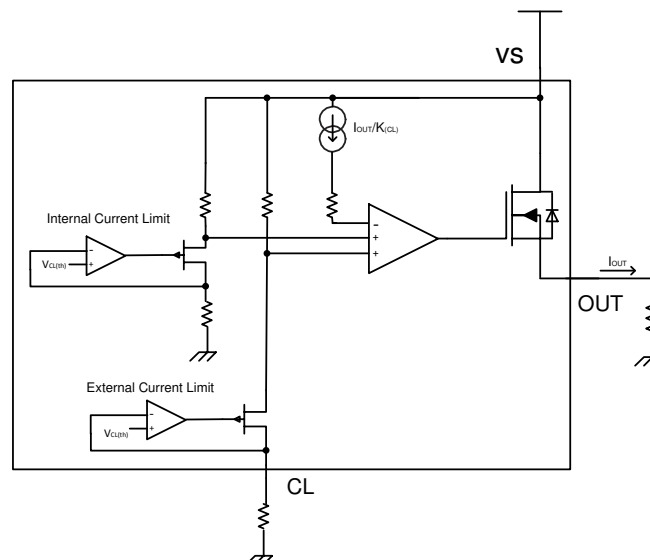 VS
IOUT/K(CL)
Internal Current Limit
-
+
VCL(th)
-
+
+
IOUT
OUT
External Current Limit
-
+
VCL(th)
CL